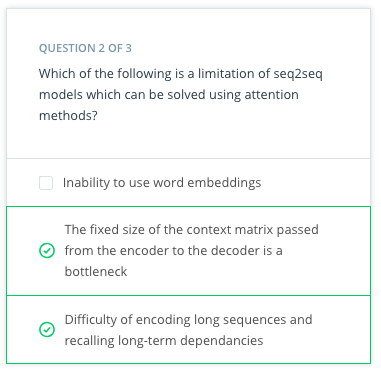 QUESTION 2 OF 3
Which of the following is a limitation of seq2seq
models which can be solved using attention
methods?
Inability to use word embeddings
The fixed size of the context matrix passed
from the encoder to the decoder is a
bottleneck
Difficulty of encoding long sequences and
recalling long-term dependancies